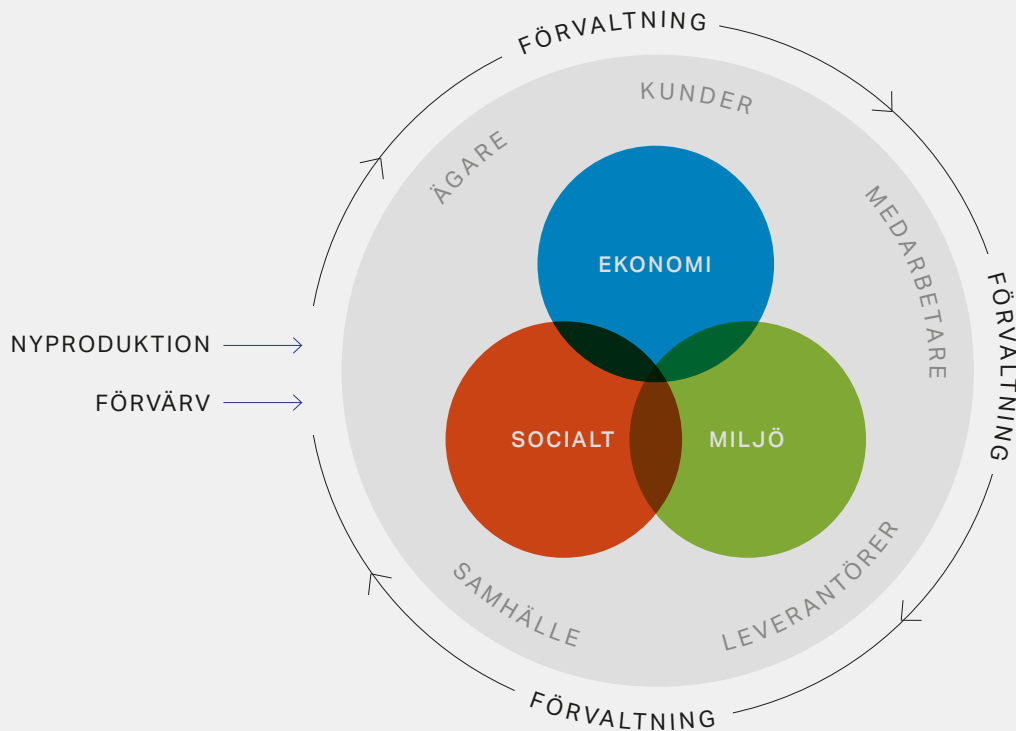 FÖRVALTNING
KUNDER
ÄGARE
MEDARBETARE
EKONOMI
FÖRVALTNING
NYPRODUKTION
FÖRVÄRV
SOCIALT
MILJÖ
SAMHÄLLE
LEVERANTÖRER
FÖRVALTNING